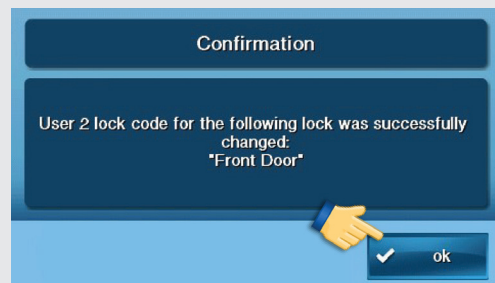 Confirmation
User 2 lock code for the following lock was successfully
changed:
"Front Door"
ok